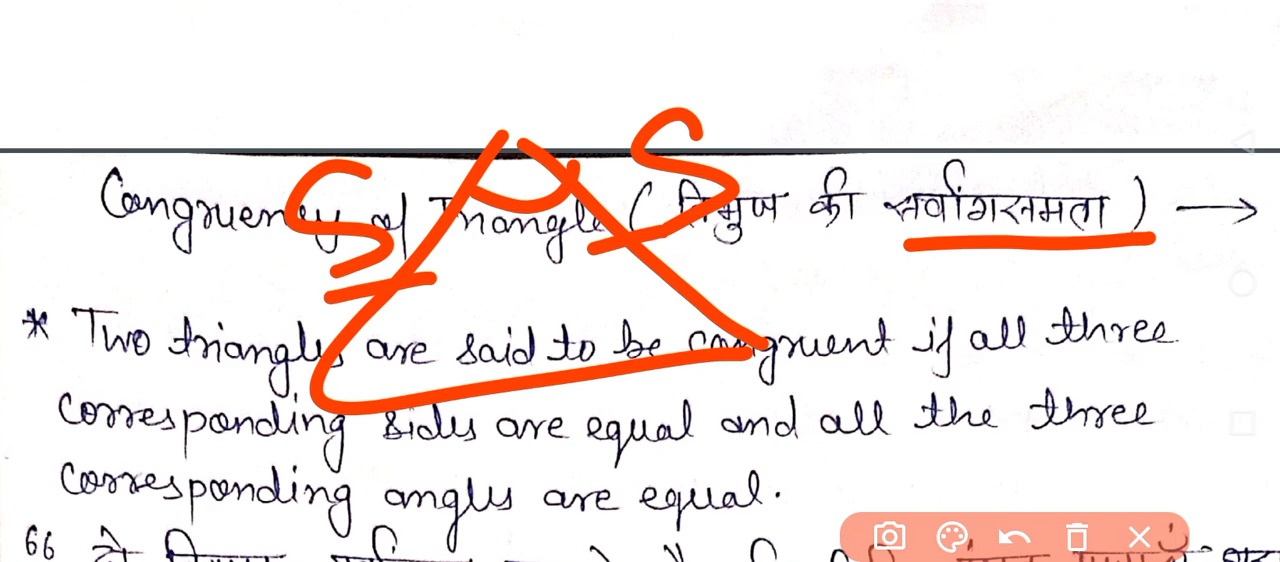 S S
Congruency of Triangle ( त्रिभुज की सर्वांगसमता ) →
* Two triangles are said to be congruent if all three
corresponding sides are equal and all the three
corresponding angles are equal.
66